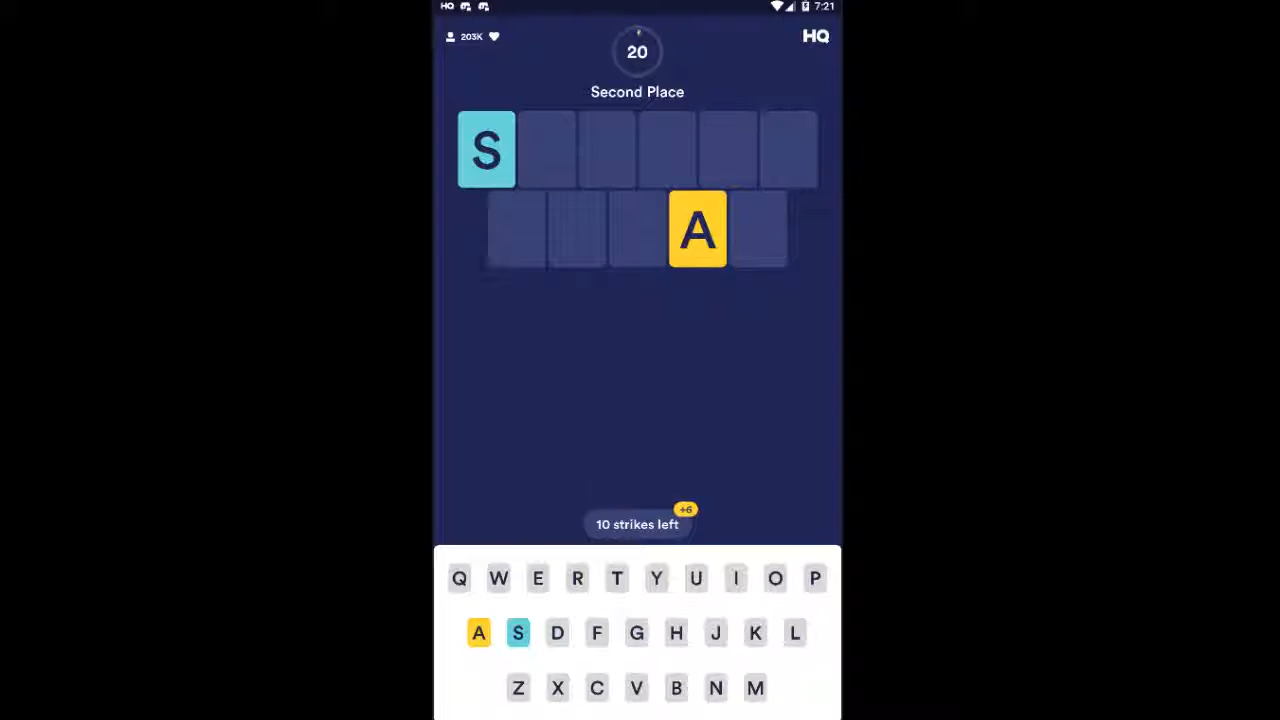 HQ 7:21
203K 20 HQ
Second Place
S
A
+6
10 strikes left
Q W E R T Y U I O P
A S D F G H J K L
Z X C V B N M